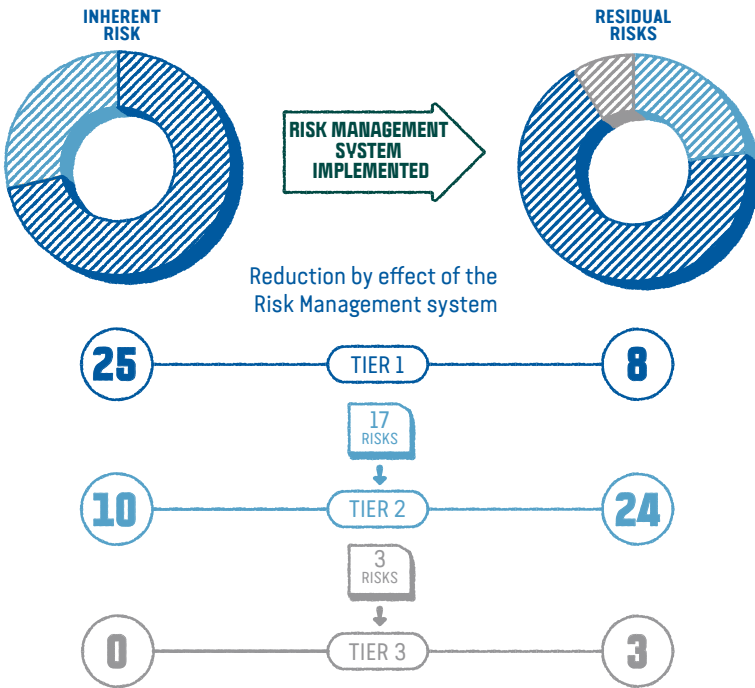 INHERENT
RISK
RESIDUAL
RISKS
RISK MANAGEMENT
SYSTEM
IMPLEMENTED
Reduction by effect of the
Risk Management system
25 TIER 1 8
17
RISKS
10 TIER 2 24
3
RISKS
0 TIER 3 3